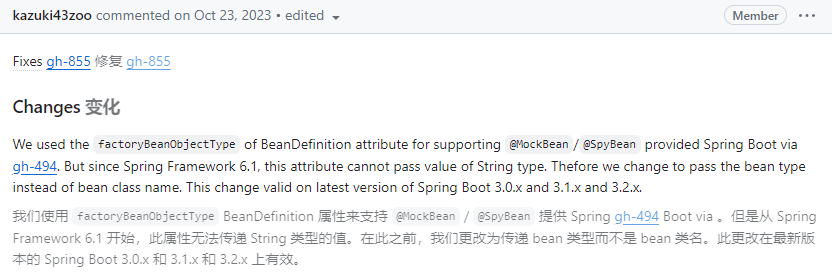 kazuki43zoo commented on Oct 23, 2023 • edited
Member
Fixes gh-855 修复 gh-855
Changes 变化
We used the factoryBeanObjectType of BeanDefinition attribute for supporting @MockBean / @SpyBean provided Spring Boot via
gh-494. But since Spring Framework 6.1, this attribute cannot pass value of String type. Thefore we change to pass the bean type
instead of bean class name. This change valid on latest version of Spring Boot 3.0.x and 3.1.x and 3.2.x.
我们使用 factoryBeanObjectType BeanDefinition 属性来支持 @MockBean / @SpyBean 提供 Spring gh-494 Boot via 。但是从 Spring
Framework 6.1 开始，此属性无法传递 String 类型的值。在此之前，我们更改为传递 bean 类型而不是 bean 类名。此更改在最新版
本的 Spring Boot 3.0.x 和 3.1.x 和 3.2.x 上有效。